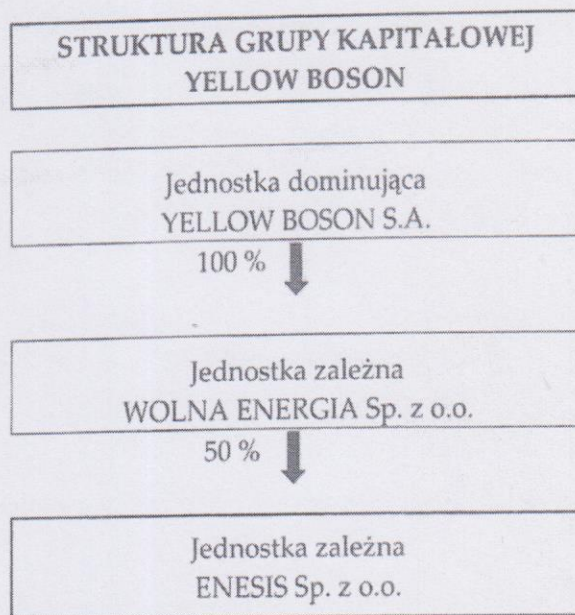 STRUKTURA GRUPY KAPITAŁOWEJ
YELLOW BOSON
Jednostka dominująca
YELLOW BOSON S.A.
100 %
Jednostka zależna
WOLNA ENERGIA Sp. z o.o.
50 %
Jednostka zależna
ENESIS Sp. z o.o.